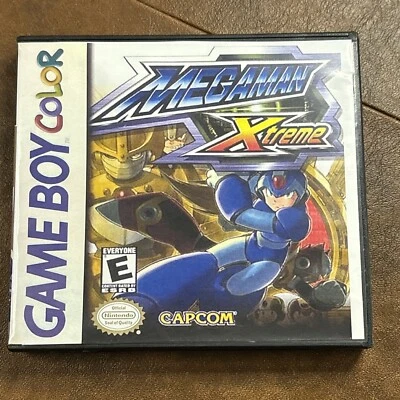 GAME BOY COLOR
MEGAMAN
Xtreme
EVERYONE
E
CONTENT RATED BY
ESRB
Official
Nintendo
Seal of Quality
CAPCOM